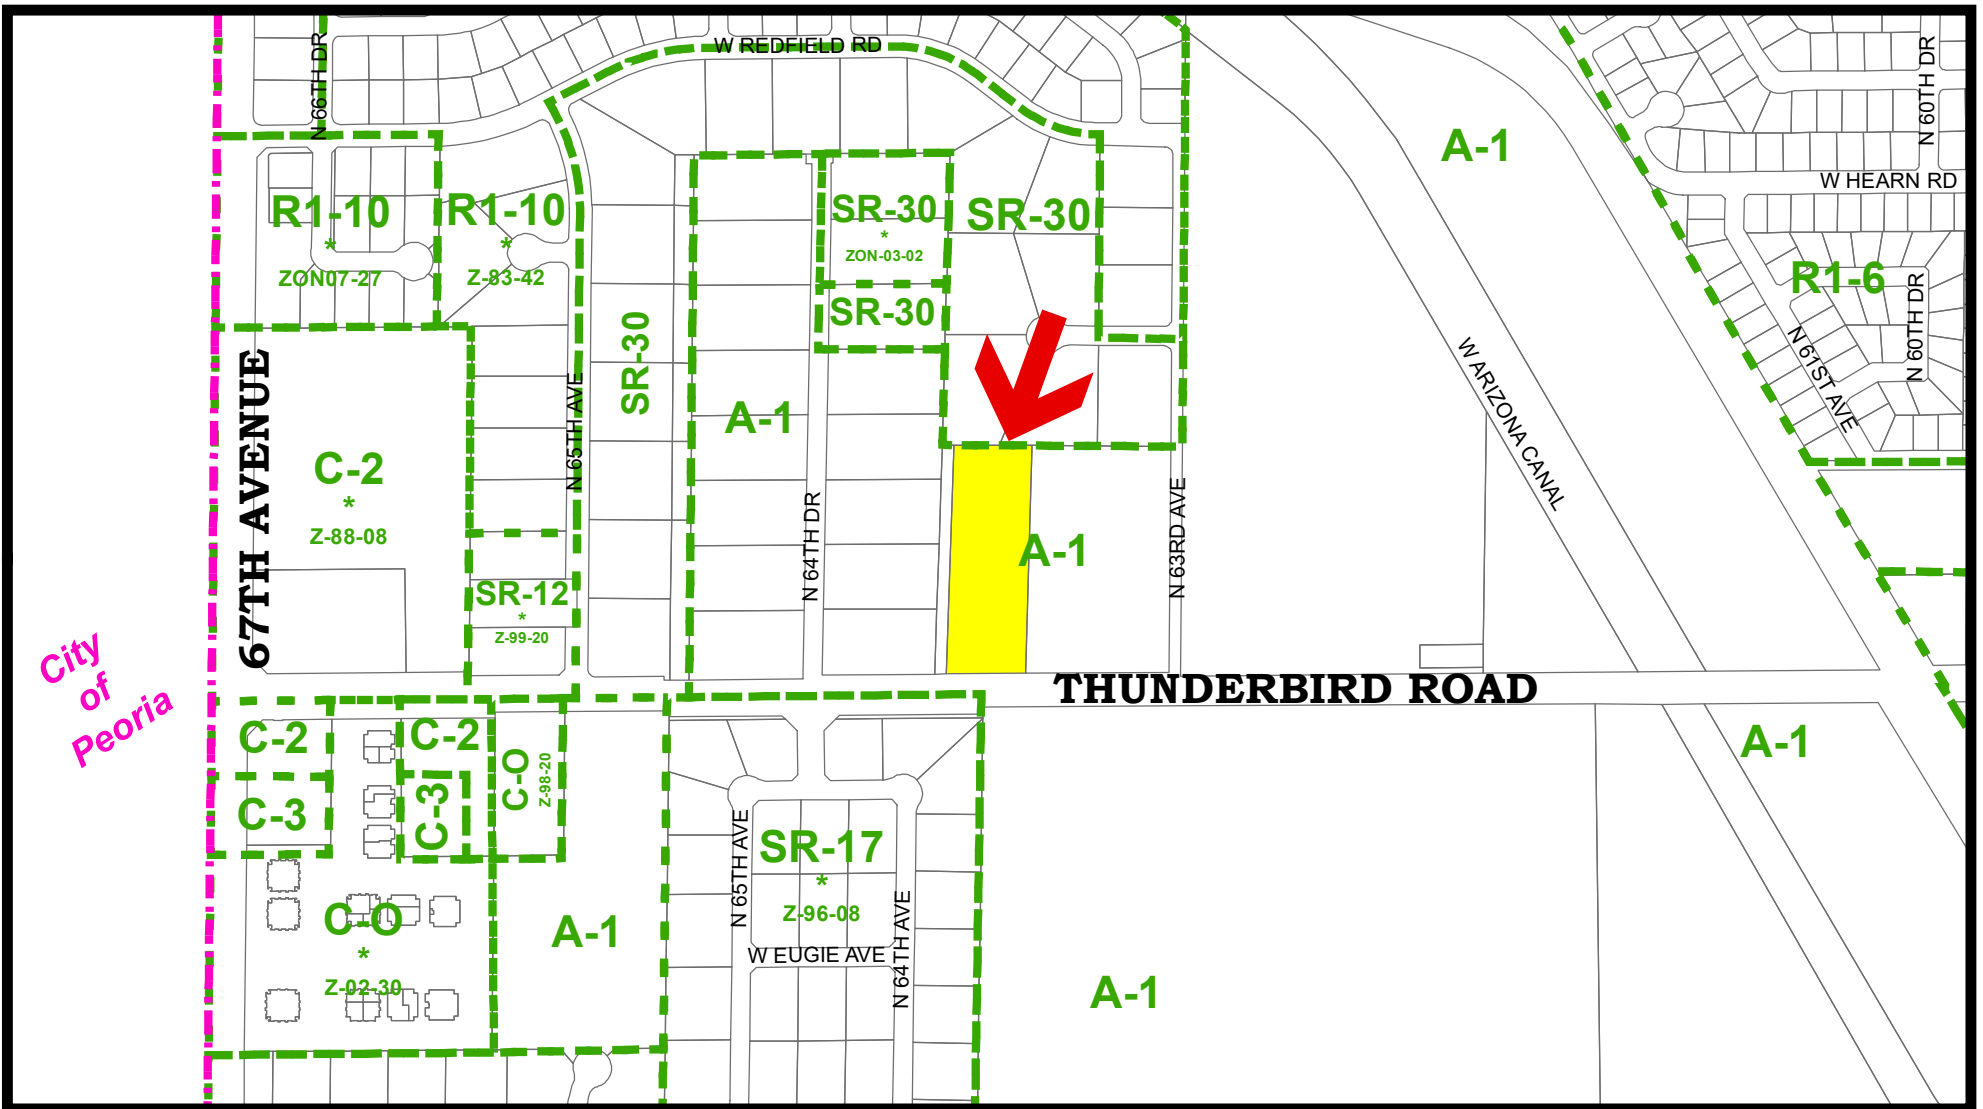 W REDFIELD RD
N 66TH DR
N 60TH DR
A-1
W HEARN RD
R1-10
*
ZON07-27
R1-10
*
Z-83-42
SR-30
*
ZON-03-02
SR-30
SR-30
R1-6
N 60TH DR
N 61ST AVE
67TH AVENUE
N 65TH AVE
SR-30
A-1
W ARIZONA CANAL
C-2
*
Z-88-08
N 64TH DR
A-1
N 63RD AVE
SR-12
*
Z-99-20
City
of
Peoria
THUNDERBIRD ROAD
C-2
C-2
C-O
Z-98-20
A-1
C-3
C-3
N 65TH AVE
SR-17
*
Z-96-08
N 64TH AVE
C-O
*
Z-02-30
A-1
W EUGIE AVE
A-1